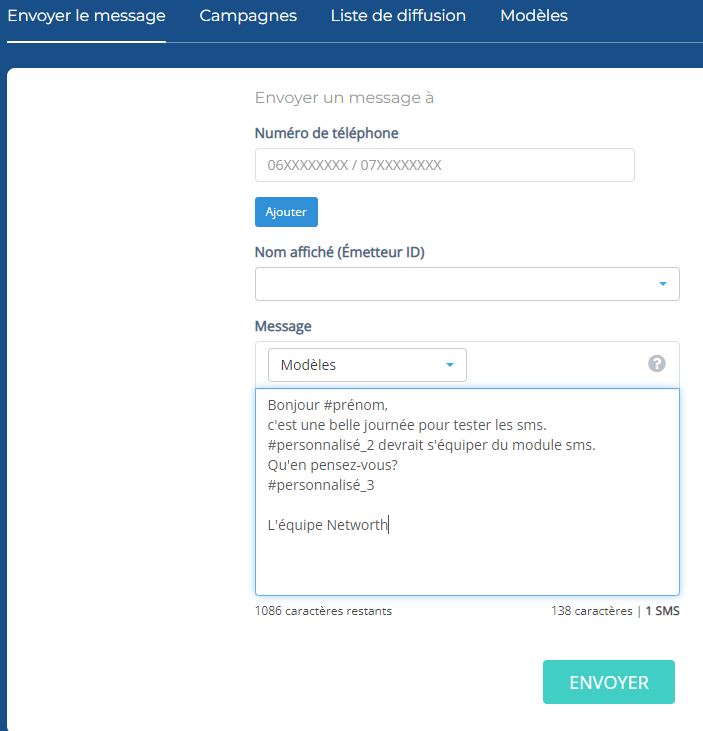 Envoyer le message Campagnes Liste de diffusion Modèles
Envoyer un message à
Numéro de téléphone
06XXXXXXXX / 07XXXXXXXX
Ajouter
Nom affiché (Émetteur ID)
Message
Modèles
?
Bonjour #prénom,
c'est une belle journée pour tester les sms.
#personnalisé_2 devrait s'équiper du module sms.
Qu'en pensez-vous?
#personnalisé_3
L'équipe Networth
1086 caractères restants 138 caractères | 1 SMS
ENVOYER